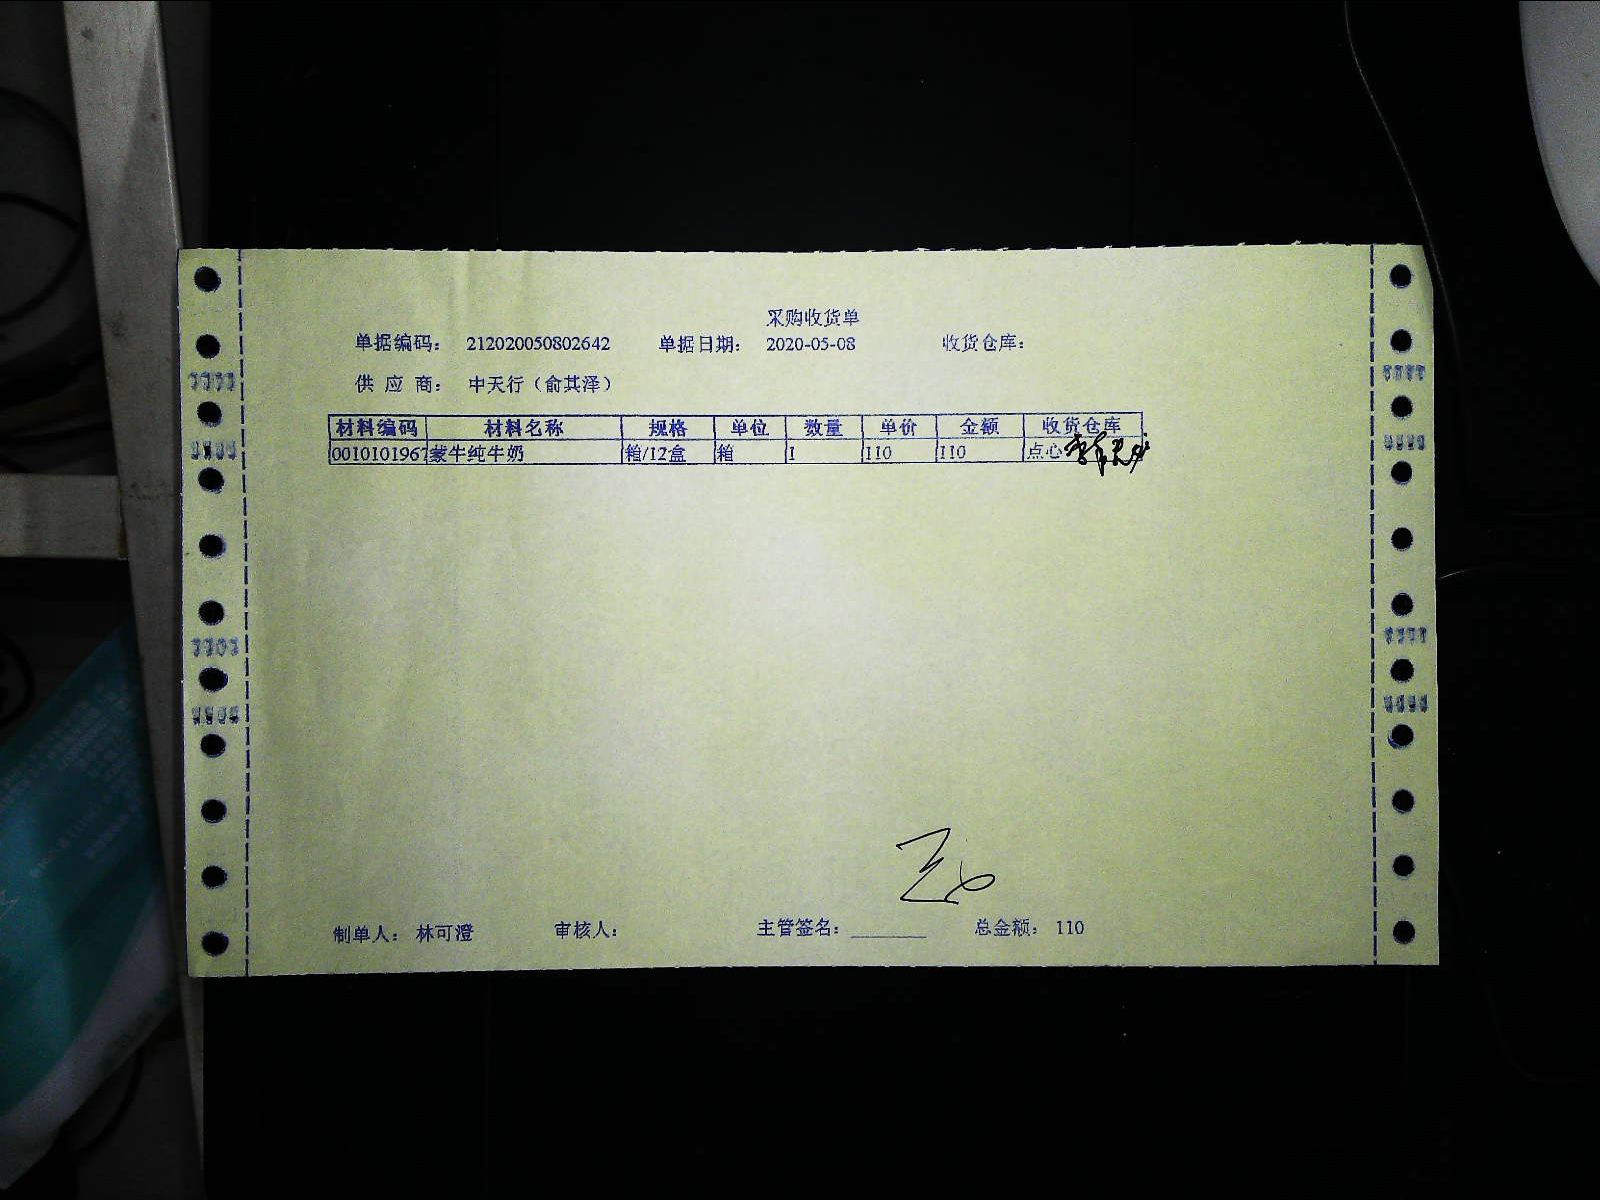 采购收货单
单据编码： 212020050802642 单据日期： 2020-05-08 收货仓库：
供 应 商： 中天行（俞其泽）
材料编码 材料名称 规格 单位 数量 单价 金额 收货仓库
0010101967 蒙牛纯牛奶 箱/12盒 箱 1 110 110 点心
制单人： 林可澄 审核人： 主管签名：________ 总金额： 110